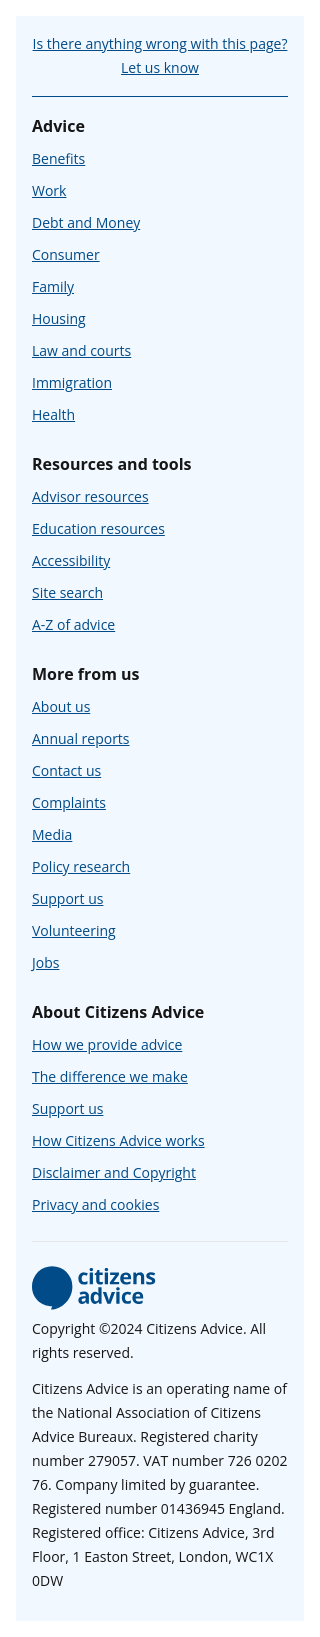 Is there anything wrong with this page?
Let us know
Advice
Benefits
Work
Debt and Money
Consumer
Family
Housing
Law and courts
Immigration
Health
Resources and tools
Advisor resources
Education resources
Accessibility
Site search
A-Z of advice
More from us
About us
Annual reports
Contact us
Complaints
Media
Policy research
Support us
Volunteering
Jobs
About Citizens Advice
How we provide advice
The difference we make
Support us
How Citizens Advice works
Disclaimer and Copyright
Privacy and cookies
citizens
advice
Copyright ©2024 Citizens Advice. All
rights reserved.
Citizens Advice is an operating name of
the National Association of Citizens
Advice Bureaux. Registered charity
number 279057. VAT number 726 0202
76. Company limited by guarantee.
Registered number 01436945 England.
Registered office: Citizens Advice, 3rd
Floor, 1 Easton Street, London, WC1X
0DW